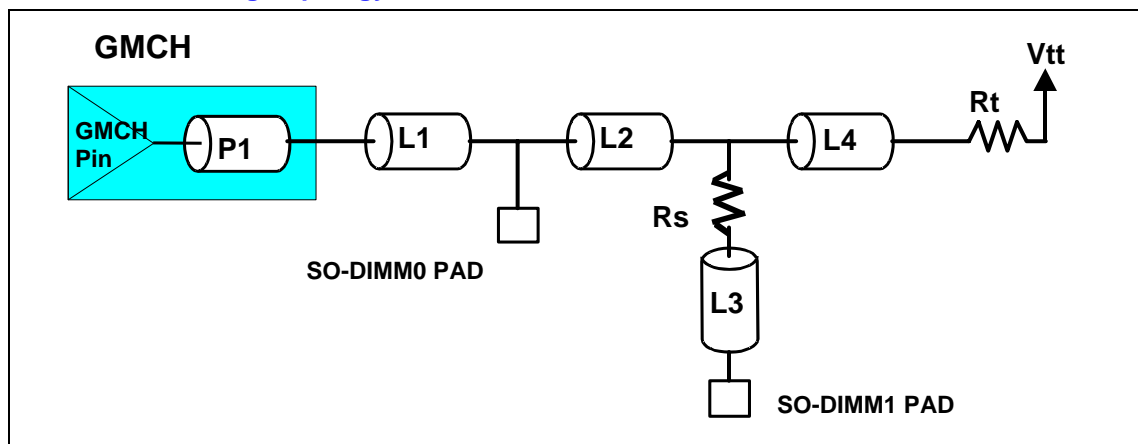 GMCH
Vtt
Rt
GMCH
Pin
P1
L1
L2
L4
Rs
SO-DIMM0 PAD
L3
SO-DIMM1 PAD